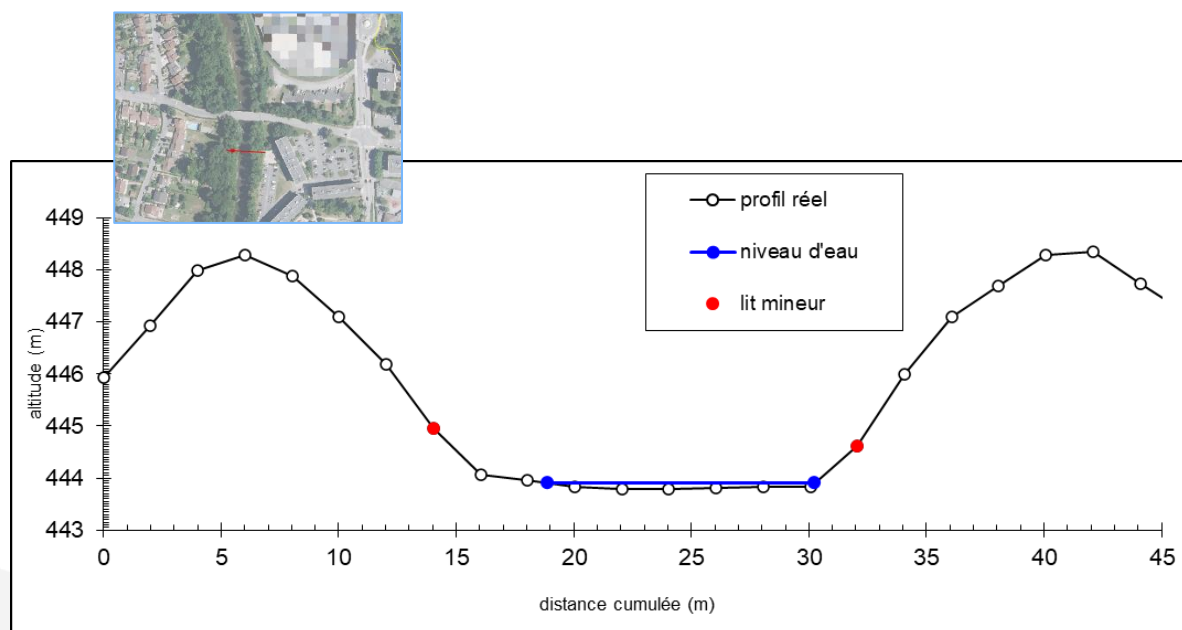 profil réel
niveau d'eau
lit mineur
449
448
447
446
445
444
443
altitude (m)
0 5 10 15 20 25 30 35 40 45
distance cumulée (m)